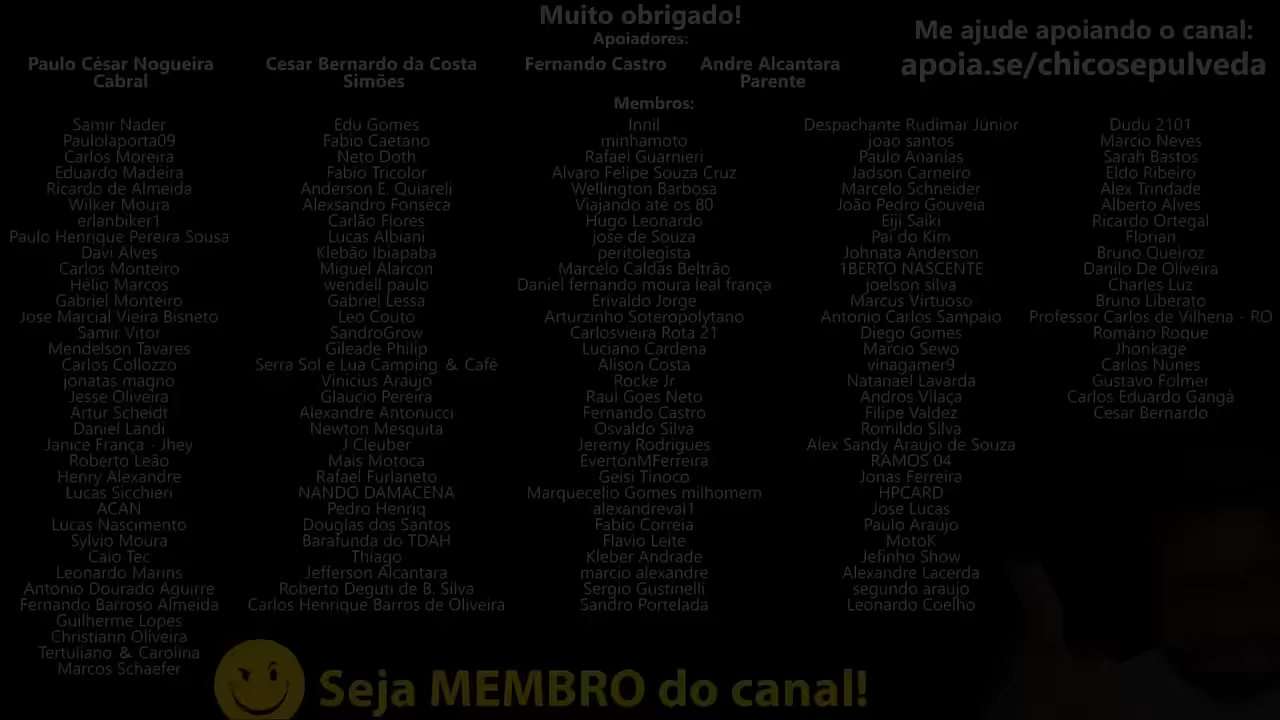 Muito obrigado!
Apoiadores:
Me ajude apoiando o canal:
apoia.se/chicosepulveda
Paulo César Nogueira
Cabral
Cesar Bernardo da Costa
Simões
Fernando Castro
Andre Alcantara
Parente
Membros:
Samir Nader
Paulolaporta09
Carlos Moreira
Eduardo Madeira
Ricardo de Almeida
Wilker Moura
erlanbiker1
Paulo Henrique Pereira Sousa
Davi Alves
Carlos Monteiro
Hélio Marcos
Gabriel Monteiro
Jose Marcial Vieira Bisneto
Samir Vitor
Mendelson Tavares
Carlos Collozzo
jonatas magno
Jesse Oliveira
Artur Scheidt
Daniel Landi
Janice França - Jhey
Roberto Leão
Henry Alexandre
Lucas Sicchieri
ACAN
Lucas Nascimento
Sylvio Moura
Caio Tec
Leonardo Marins
Antonio Dourado Aguirre
Fernando Barroso Almeida
Guilherme Lopes
Christiann Oliveira
Tertuliano & Carolina
Marcos Schaefer
Edu Gomes
Fabio Caetano
Neto Doth
Fabio Tricolor
Anderson E. Quiareli
Alexsandro Fonseca
Carlão Flores
Lucas Albiani
Klebão Ibiapaba
Miguel Alarcon
wendell paulo
Gabriel Lessa
Leo Couto
SandroGrow
Gileade Philip
Serra Sol e Lua Camping & Café
Vinicius Araujo
Glaucio Pereira
Alexandre Antonucci
Newton Mesquita
J Cleuber
Mais Motoca
Rafael Furlaneto
NANDO DAMACENA
Pedro Henriq
Douglas dos Santos
Barafunda do TDAH
Thiago
Jefferson Alcantara
Roberto Deguti de B. Silva
Carlos Henrique Barros de Oliveira
Innil
minhamoto
Rafael Guarnieri
Alvaro Felipe Souza Cruz
Wellington Barbosa
Viajando até os 80
Hugo Leonardo
jose de Souza
peritolegista
Marcelo Caldas Beltrão
Daniel fernando moura leal frança
Erivaldo Jorge
Arturzinho Soteropolytano
Carlosvieira Rota 21
Luciano Cardena
Alison Costa
Rocke Jr
Raul Goes Neto
Fernando Castro
Osvaldo Silva
Jeremy Rodrigues
EvertonMFerreira
Geisi Tinoco
Marquecelio Gomes milhomem
alexandreval1
Fabio Correia
Flavio Leite
Kleber Andrade
marcio alexandre
Sergio Gustinelli
Sandro Portelada
Despachante Rudimar Júnior
joao santos
Paulo Ananias
Jadson Carneiro
Marcelo Schneider
João Pedro Gouveia
Eiji Saiki
Pai do Kim
Johnata Anderson
1BERTO NASCENTE
joelson silva
Marcus Virtuoso
Antonio Carlos Sampaio
Diego Gomes
Marcio Sewo
vinagamer9
Natanael Lavarda
Andros Vilaça
Filipe Valdez
Romildo Silva
Alex Sandy Araujo de Souza
RAMOS 04
Jonas Ferreira
HPCARD
Jose Lucas
Paulo Araújo
MotoK
Jefinho Show
Alexandre Lacerda
segundo araujo
Leonardo Coelho
Dudu 2101
Marcio Neves
Sarah Bastos
Eldo Ribeiro
Alex Trindade
Alberto Alves
Ricardo Ortegal
Florian
Bruno Queiroz
Danilo De Oliveira
Charles Luz
Bruno Liberato
Professor Carlos de Vilhena - RO
Romário Roque
Jhonkage
Carlos Nunes
Gustavo Folmer
Carlos Eduardo Gangá
Cesar Bernardo
Seja MEMBRO do canal!